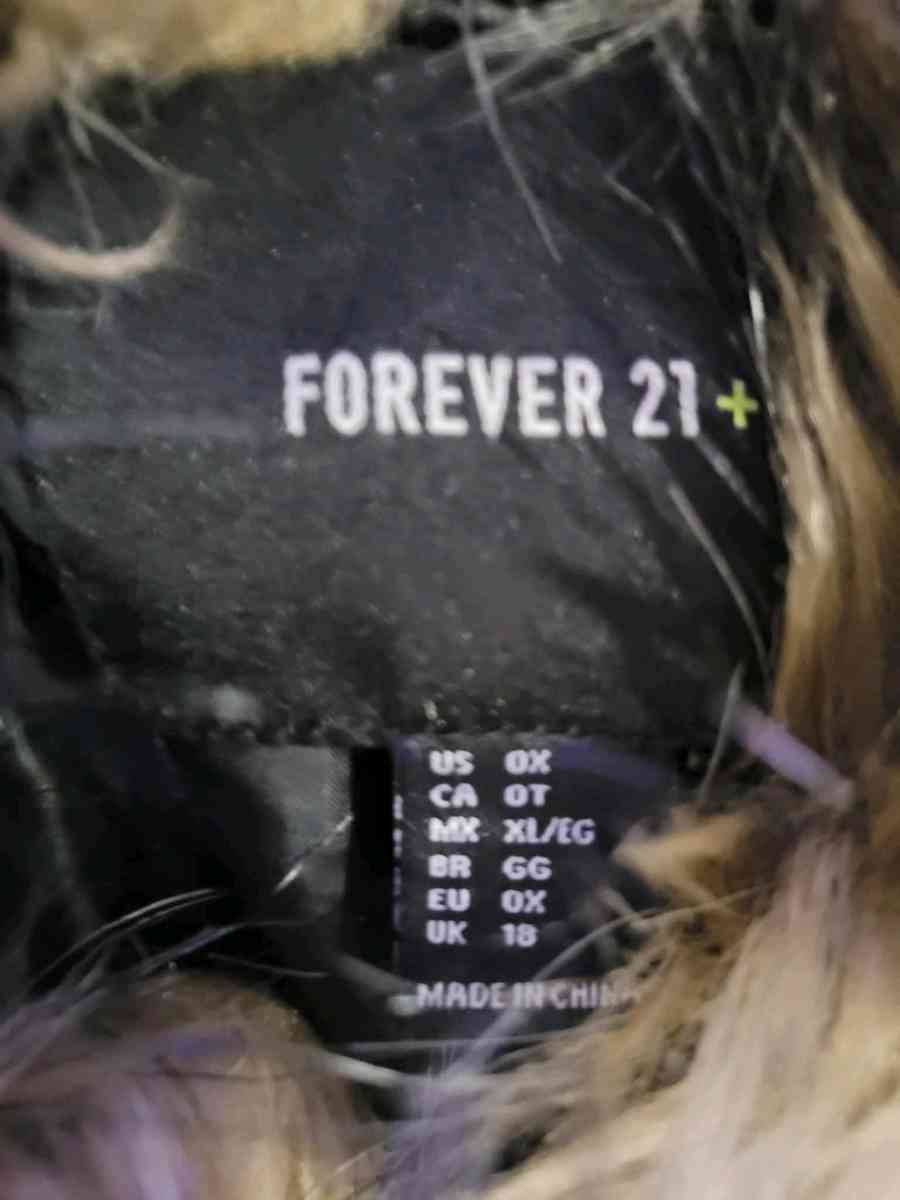 FOREVER 21 +
US 0X
CA 0T
MX XL/EG
BR GG
EU 0X
UK 18
MADE IN CHINA